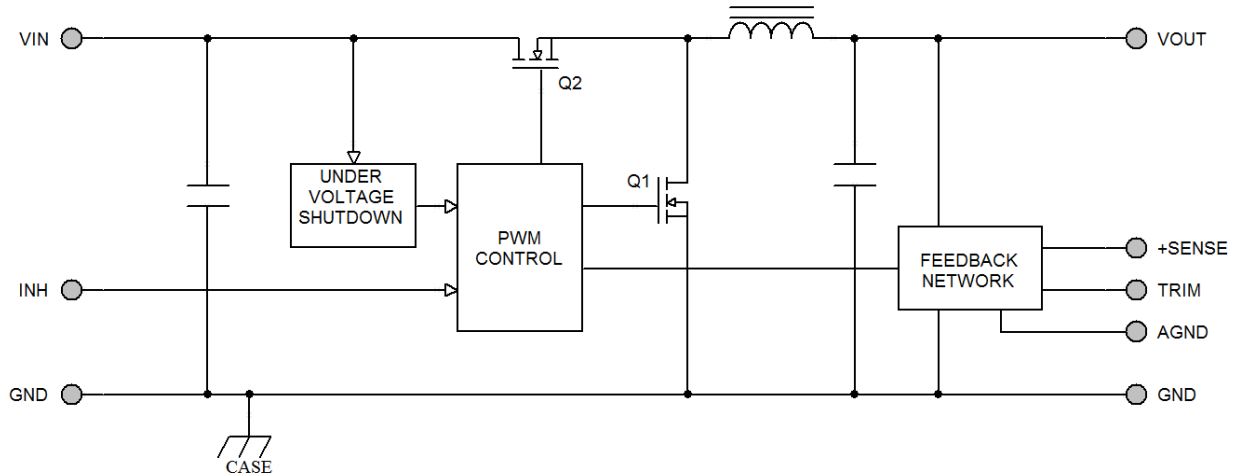 VIN
VOUT
Q2
UNDER
VOLTAGE
SHUTDOWN
Q1
PWM
CONTROL
FEEDBACK
NETWORK
+SENSE
INH
TRIM
AGND
GND
GND
CASE